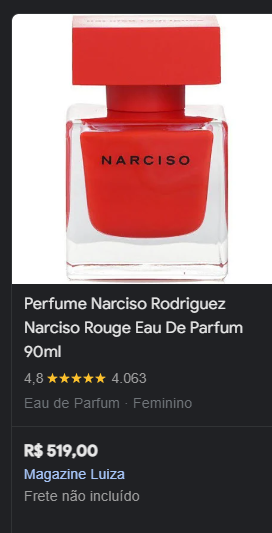 NARCISO
Perfume Narciso Rodriguez
Narciso Rouge Eau De Parfum
90ml
4,8 ★★★★★ 4.063
Eau de Parfum · Feminino
R$ 519,00
Magazine Luiza
Frete não incluído